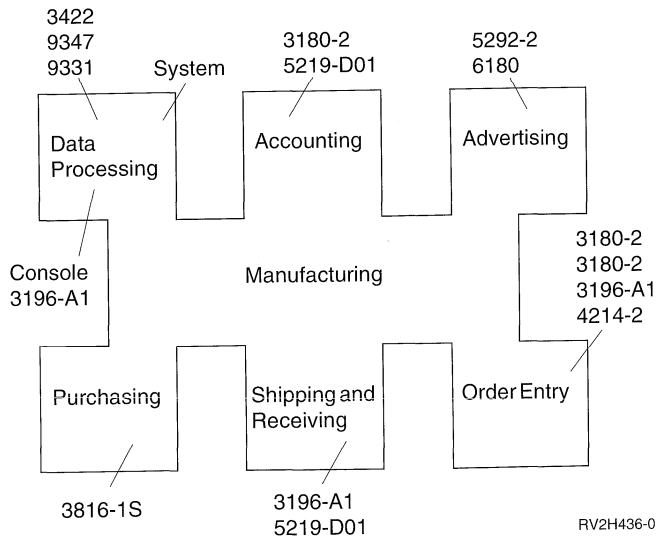 3422
9347
9331
System
3180-2
5219-D01
5292-2
6180
Data
Processing
Accounting
Advertising
Console
3196-A1
Manufacturing
3180-2
3180-2
3196-A1
4214-2
Purchasing
Shipping and
Receiving
Order Entry
3816-1S
3196-A1
5219-D01
RV2H436-0